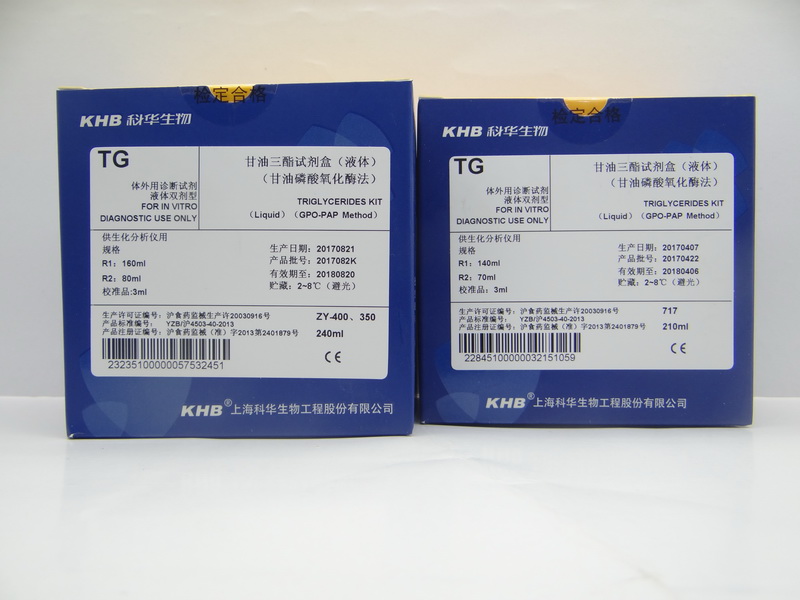 检定合格
KHB 科华生物
TG
体外用诊断试剂
液体双剂型
FOR IN VITRO
DIAGNOSTIC USE ONLY
甘油三酯试剂盒（液体）
（甘油磷酸氧化酶法）
TRIGLYCERIDES KIT
（Liquid）（GPO-PAP Method）
供生化分析仪用
规格
R1：160ml
R2：80ml
校准品：3ml
生产日期：20170821
产品批号：2017082K
有效期至：20180820
贮藏：2~8℃（避光）
生产许可证编号：沪食药监械生产许20030916号
产品标准编号：YZB/沪4503-40-2013
产品注册证编号：沪食药监械（准）字2013第2401879号
ZY-400、350
240ml
23235100000057532451
CE
KHB®上海科华生物工程股份有限公司
检定合格
KHB 科华生物
TG
体外用诊断试剂
液体双剂型
FOR IN VITRO
DIAGNOSTIC USE ONLY
甘油三酯试剂盒（液体）
（甘油磷酸氧化酶法）
TRIGLYCERIDES KIT
（Liquid）（GPO-PAP Method）
供生化分析仪用
规格
R1：140ml
R2：70ml
校准品：3ml
生产日期：20170407
产品批号：20170422
有效期至：20180406
贮藏：2~8℃（避光）
生产许可证编号：沪食药监械生产许20030916号
产品标准编号：YZB/沪4503-40-2013
产品注册证编号：沪食药监械（准）字2013第2401879号
717
210ml
22845100000032151059
CE
KHB®上海科华生物工程股份有限公司